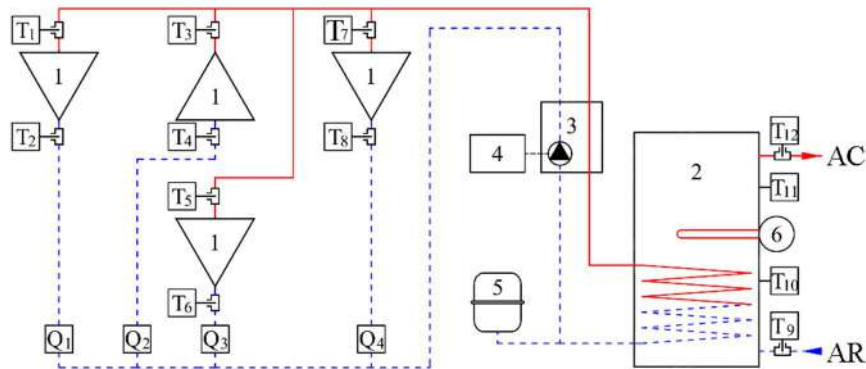 T1 T3 T7
1 1 1
T2 T4 T8
3
4
T12
AC
2
T11
T5
1
6
5
T10
T6
Q1 Q2 Q3 Q4
T9
AR